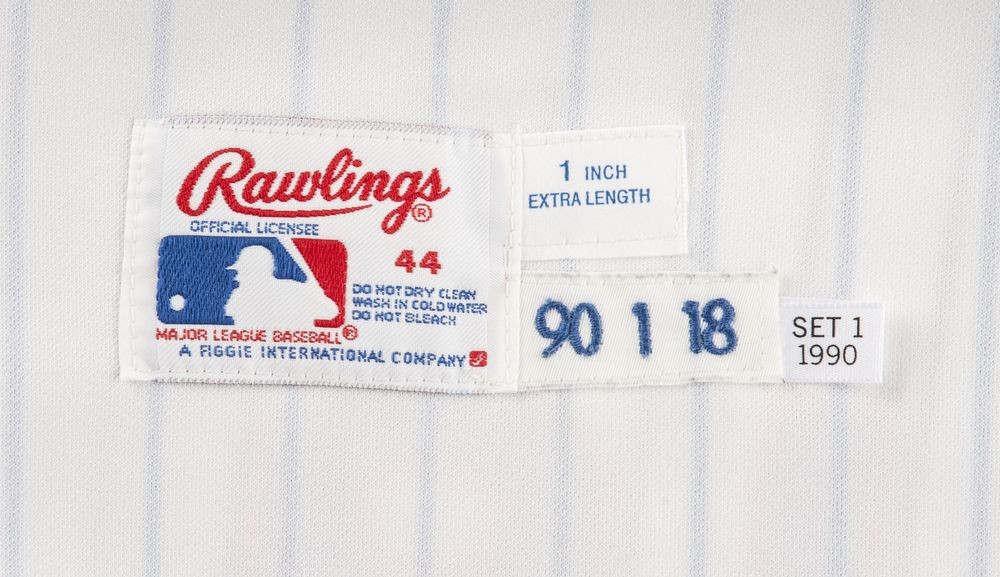 Rawlings®
OFFICIAL LICENSEE
44
DO NOT DRY CLEAN
WASH IN COLD WATER
DO NOT BLEACH
MAJOR LEAGUE BASEBALL®
A FIGGIE INTERNATIONAL COMPANY
1 INCH
EXTRA LENGTH
90 1 18
SET 1
1990